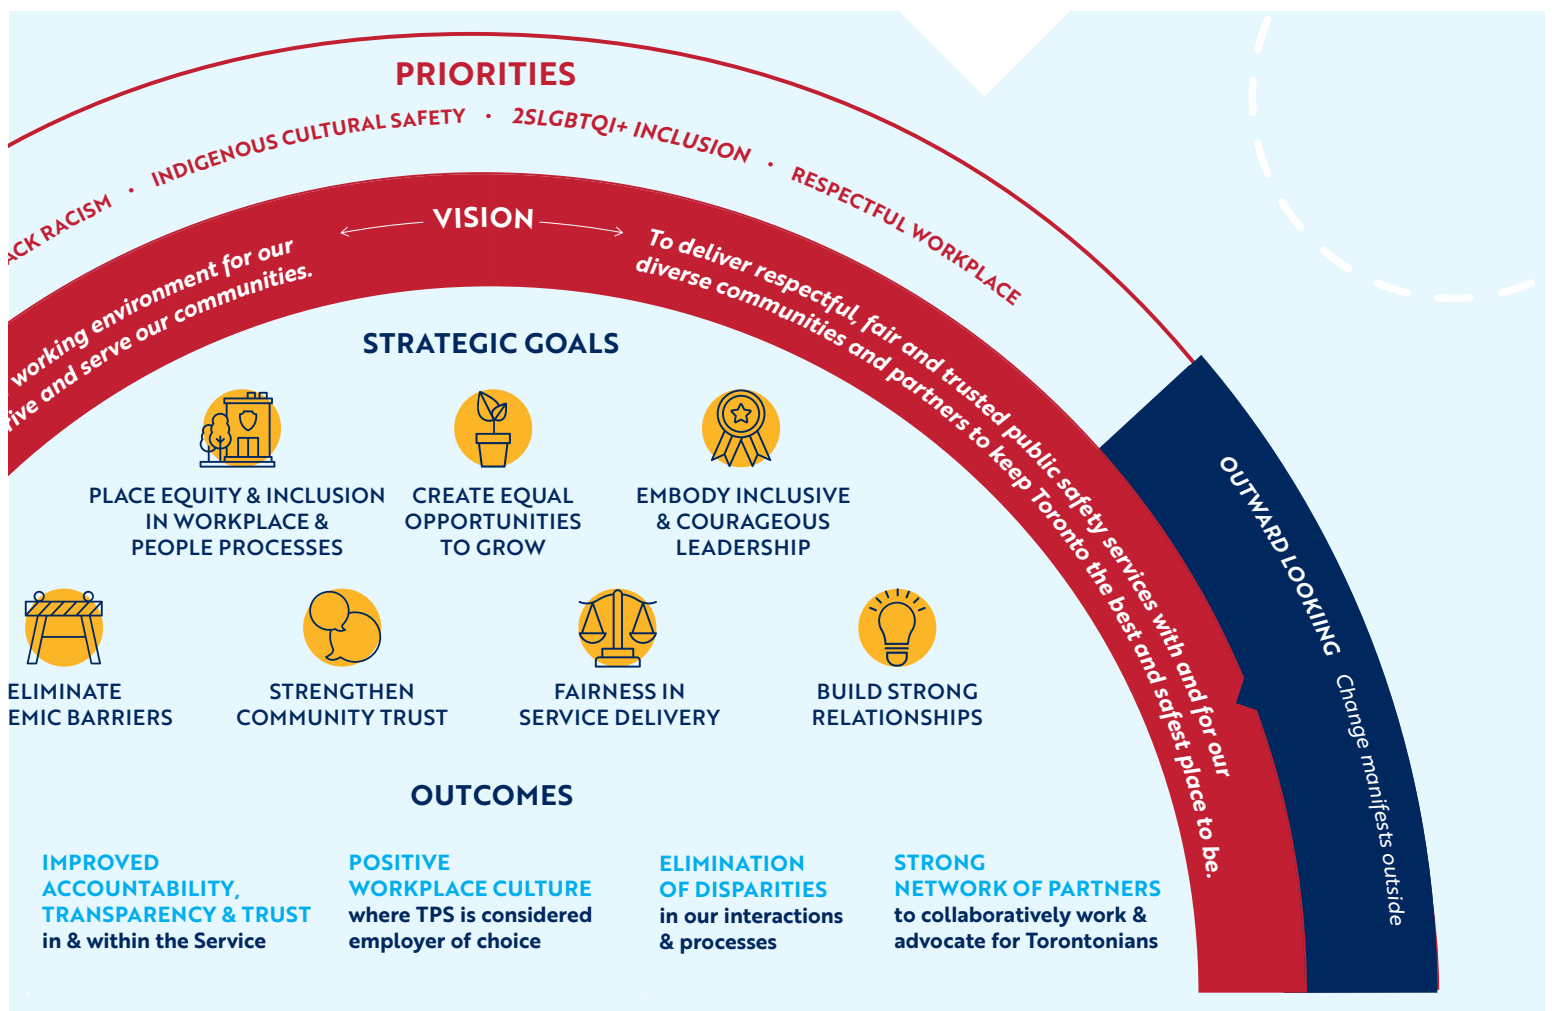 PRIORITIES
RACISM • INDIGENOUS CULTURAL SAFETY • 2SLGBTQI+ INCLUSION • RESPECTFUL WORKPLACE
VISION
working environment for our
and serve our communities.
To deliver respectful, fair and trusted public safety services with and for our
diverse communities and partners to keep Toronto the best and safest place to be.
OUTWARD LOOKIING Change manifests outside
STRATEGIC GOALS
PLACE EQUITY & INCLUSION
IN WORKPLACE &
PEOPLE PROCESSES
CREATE EQUAL
OPPORTUNITIES
TO GROW
EMBODY INCLUSIVE
& COURAGEOUS
LEADERSHIP
ELIMINATE
EMIC BARRIERS
STRENGTHEN
COMMUNITY TRUST
FAIRNESS IN
SERVICE DELIVERY
BUILD STRONG
RELATIONSHIPS
OUTCOMES
IMPROVED
ACCOUNTABILITY,
TRANSPARENCY & TRUST
in & within the Service
POSITIVE
WORKPLACE CULTURE
where TPS is considered
employer of choice
ELIMINATION
OF DISPARITIES
in our interactions
& processes
STRONG
NETWORK OF PARTNERS
to collaboratively work &
advocate for Torontonians